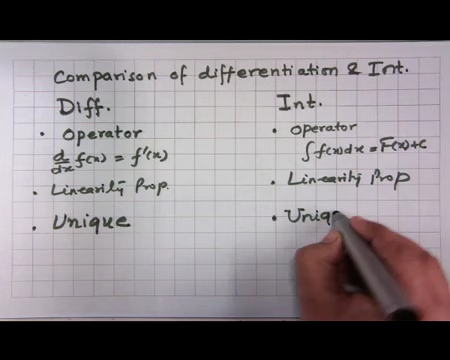 Comparison of differentiation & Int.
Diff.
• Operator
d/dx f(x) = f'(x)
• Linearity Prop.
• Unique
Int.
• Operator
∫ f(x)dx = F(x)+C
• Linearity Prop
• Uniq